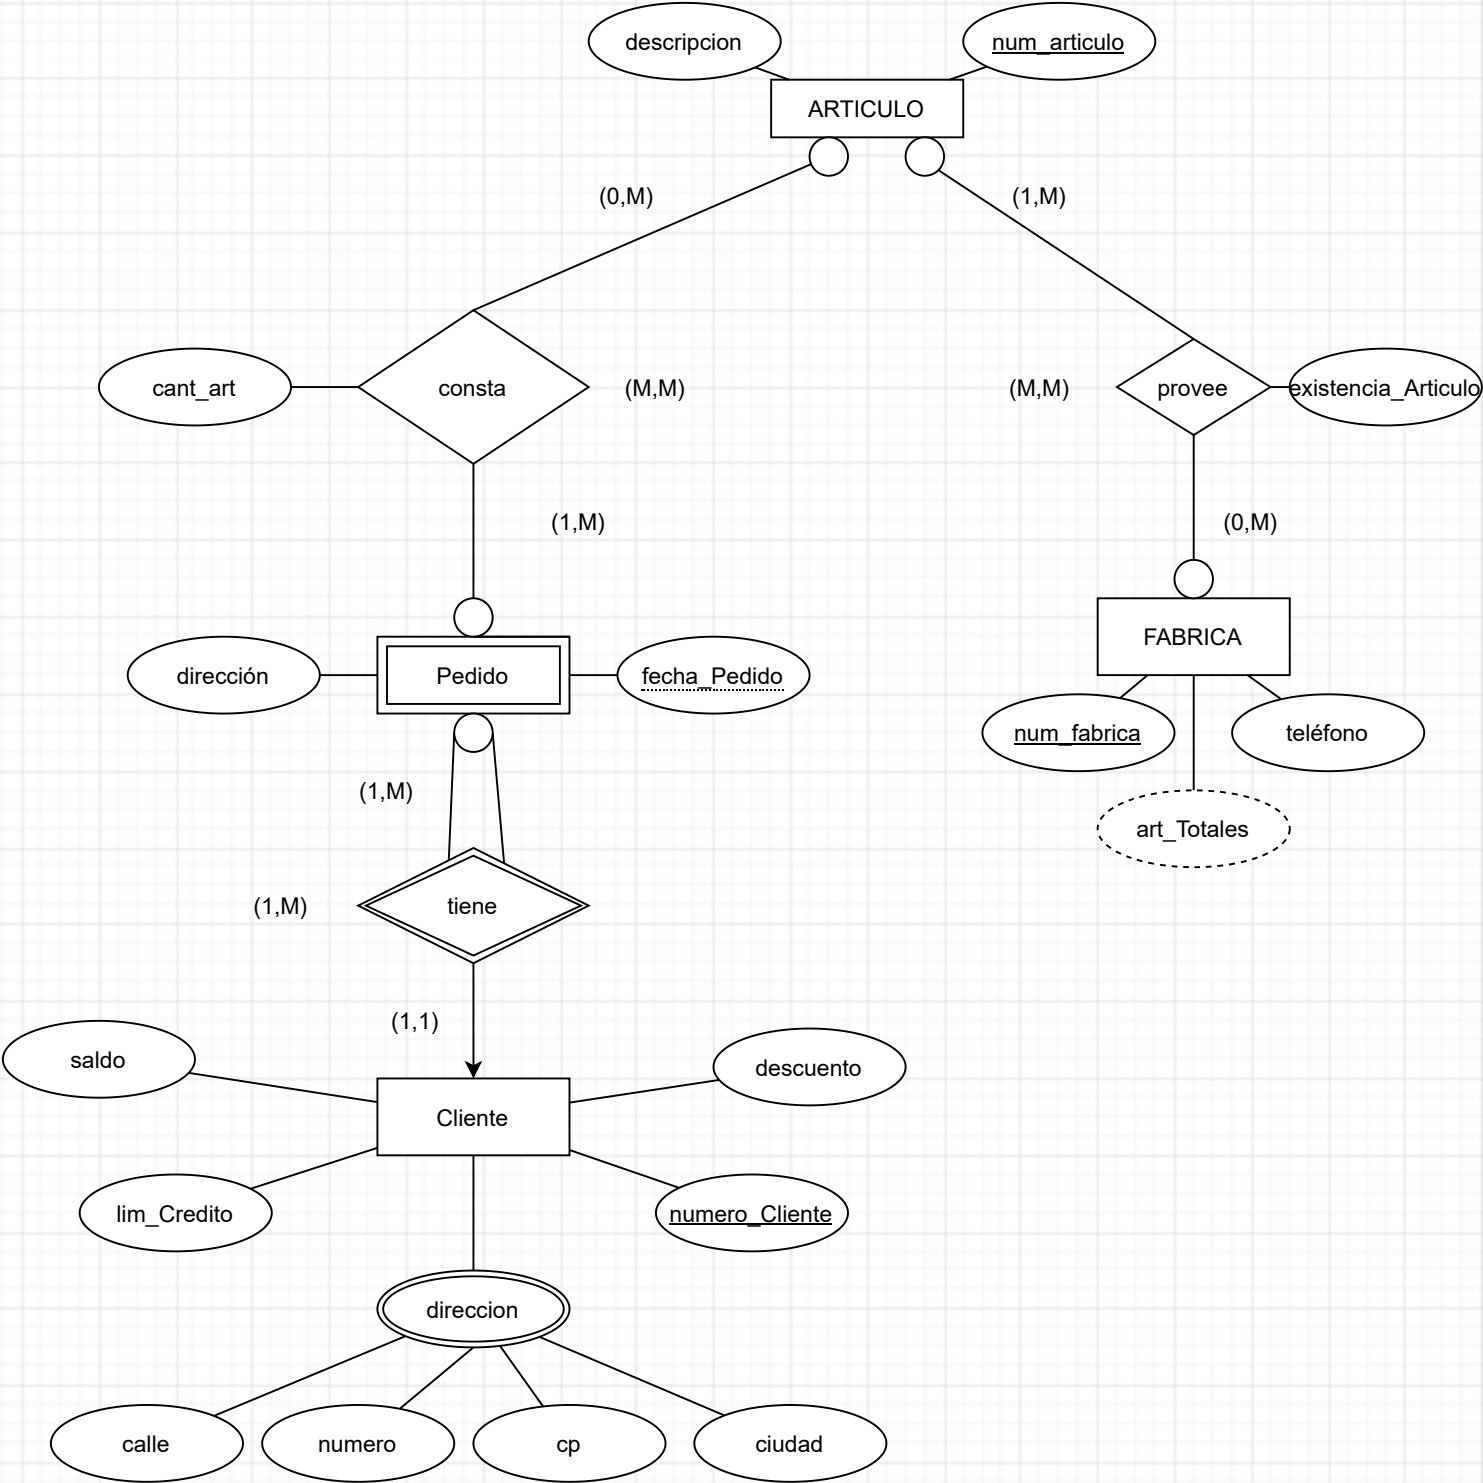 descripcion
num_articulo
ARTICULO
(0,M)
(1,M)
cant_art
consta
(M,M)
(M,M)
provee
existencia_Articulo
(1,M)
(0,M)
dirección
Pedido
fecha_Pedido
FABRICA
num_fabrica
teléfono
(1,M)
art_Totales
(1,M)
tiene
(1,1)
saldo
descuento
Cliente
lim_Credito
numero_Cliente
direccion
calle
numero
cp
ciudad